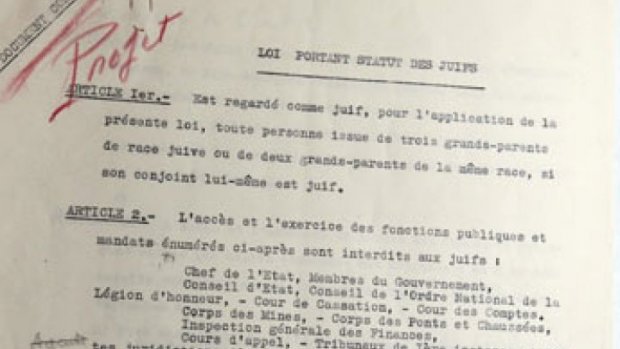 DOCUMENT
Projet
LOI PORTANT STATUT DES JUIFS
ARTICLE Ier.- Est regardé comme juif, pour l'application de la
présente loi, toute personne issue de trois grands-parents
de race juive ou de deux grands-parents de la même race, si
son conjoint lui-même est juif.
ARTICLE 2.- L'accès et l'exercice des fonctions publiques et
mandats énumérés ci-après sont interdits aux juifs :
Chef de l'Etat, Membres du Gouvernement,
Conseil d'Etat, Conseil de l'Ordre National de la
Légion d'honneur, - Cour de Cassation, - Cour des Comptes.
Corps des Mines, - Corps des Ponts et Chaussées,
Inspection générale des Finances,
Cours d'appel, - Tribunaux de 1ère